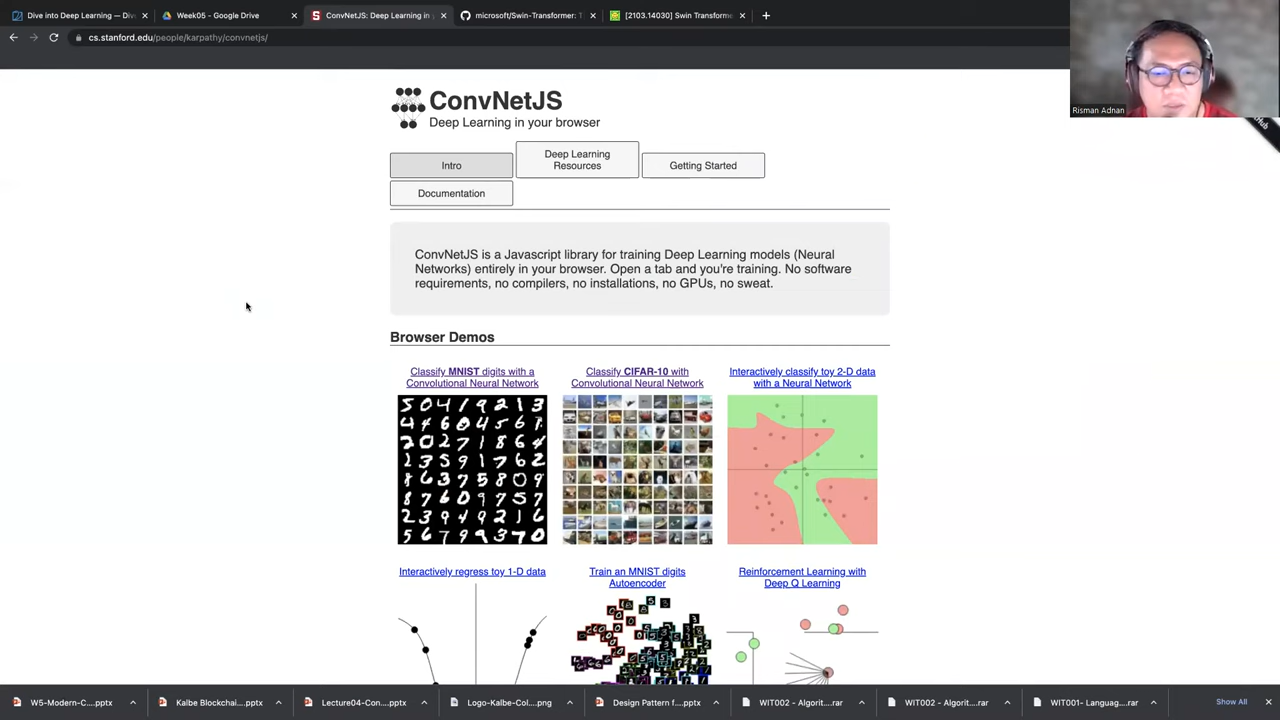 Dive into Deep Learning — Div
Week05 - Google Drive
ConvNetJS: Deep Learning in
microsoft/Swin-Transformer: T
[2103.14030] Swin Transforme
cs.stanford.edu/people/karpathy/convnetjs/
Risman Adnan
ConvNetJS
Deep Learning in your browser
Intro
Deep Learning
Resources
Getting Started
Documentation
ConvNetJS is a Javascript library for training Deep Learning models (Neural
Networks) entirely in your browser. Open a tab and you're training. No software
requirements, no compilers, no installations, no GPUs, no sweat.
Browser Demos
Classify MNIST digits with a
Convolutional Neural Network
Classify CIFAR-10 with
Convolutional Neural Network
Interactively classify toy 2-D data
with a Neural Network
Interactively regress toy 1-D data
Train an MNIST digits
Autoencoder
Reinforcement Learning with
Deep Q Learning
W5-Modern-C....pptx
Kalbe Blockchai....pptx
Lecture04-Con....pptx
Logo-Kalbe-Col....png
Design Pattern f....pptx
WIT002 - Algorit....rar
WIT002 - Algorit....rar
WIT001- Languag....rar
Show All